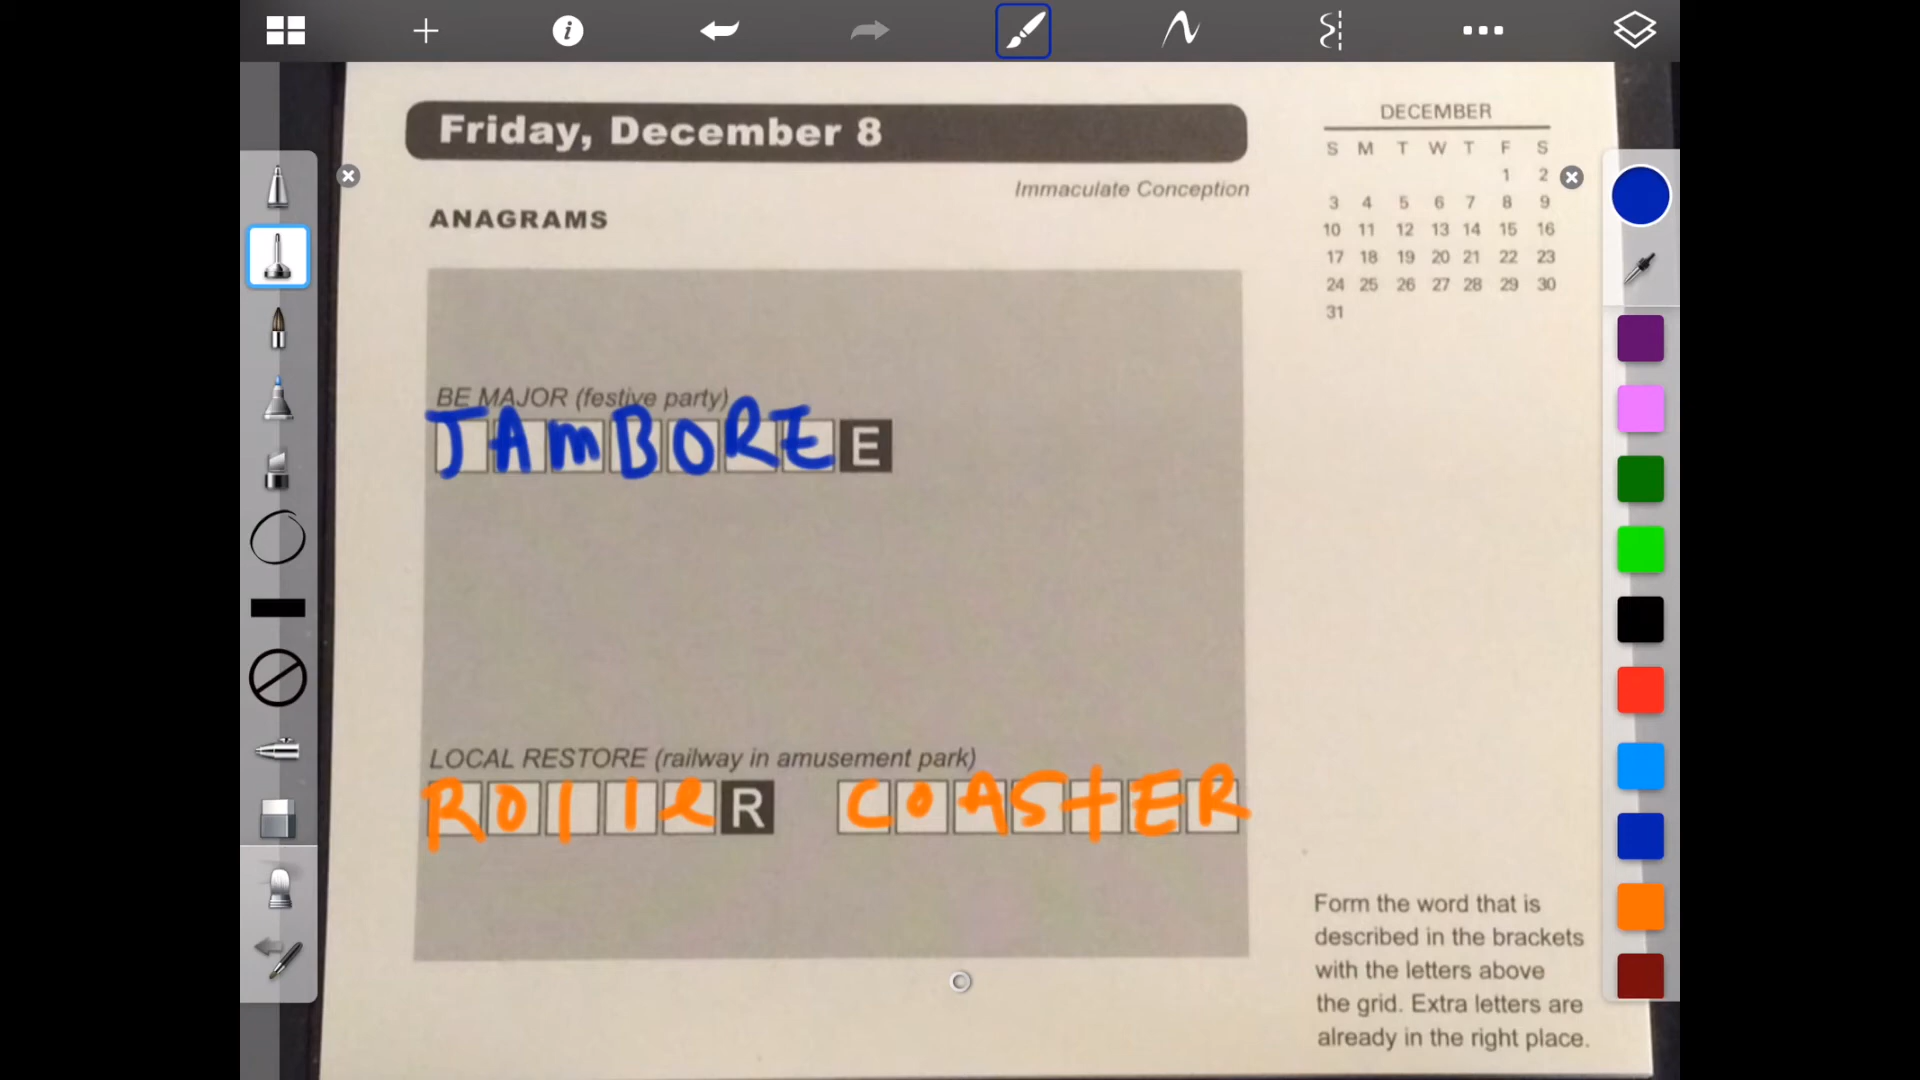 Friday, December 8
Immaculate Conception
ANAGRAMS
BE MAJOR (festive party)
JAmBOREE
LOCAL RESTORE (railway in amusement park)
ROlleR COASTER
DECEMBER
S M T W T F S
1 2
3 4 5 6 7 8 9
10 11 12 13 14 15 16
17 18 19 20 21 22 23
24 25 26 27 28 29 30
31
Form the word that is
described in the brackets
with the letters above
the grid. Extra letters are
already in the right place.